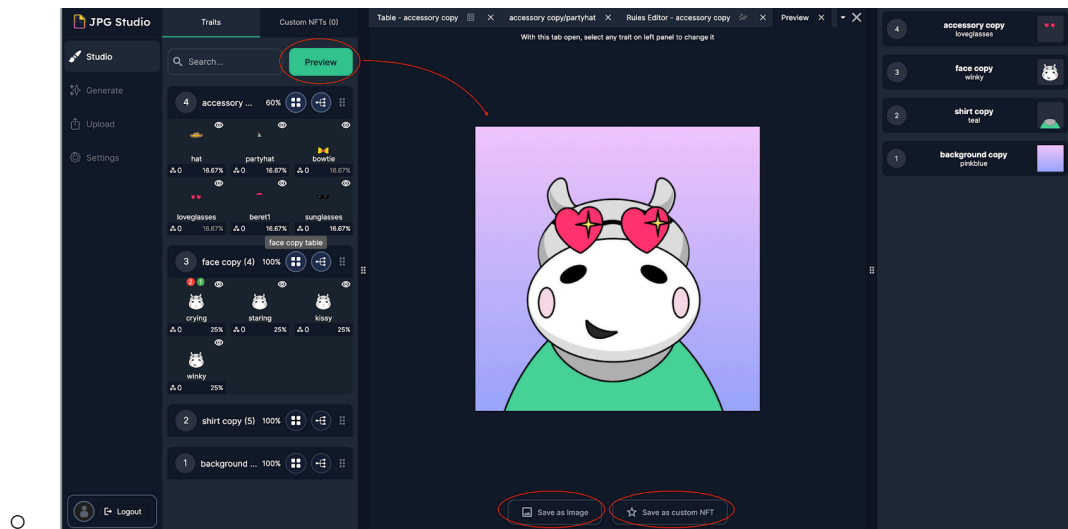 JPG Studio
Studio
Generate
Upload
Settings
Logout
Traits
Custom NFTs (0)
Search...
Preview
4 accessory ... 60%
hat partyhat bowtie
0 16.67% 0 16.67% 0 16.67%
loveglasses beret1 sunglasses
0 16.67% 0 16.67% 0 16.67%
face copy table
3 face copy (4) 100%
2 1
crying staring kissy
0 25% 0 25% 0 25%
winky
0 25%
2 shirt copy (5) 100%
1 background ... 100%
Table - accessory copy accessory copy/partyhat Rules Editor - accessory copy Preview
With this tab open, select any trait on left panel to change it
Save as Image
Save as custom NFT
4 accessory copy
loveglasses
3 face copy
winky
2 shirt copy
teal
1 background copy
pinkblue